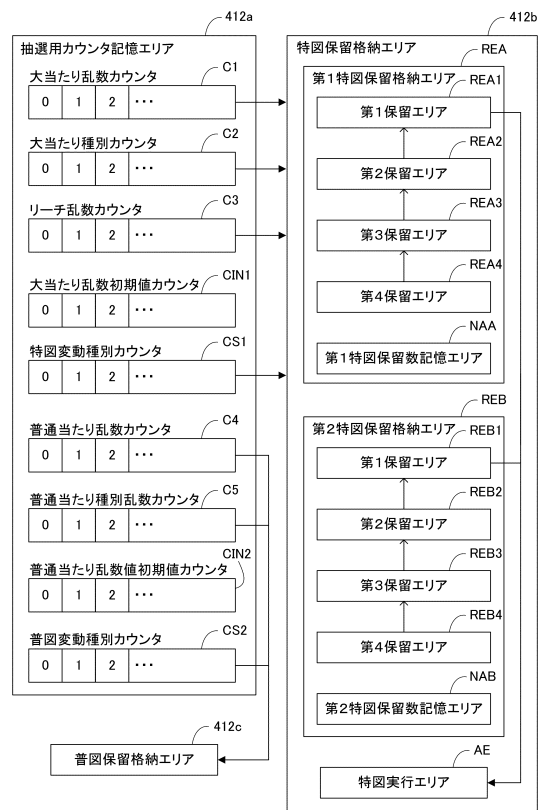 412a
抽選用カウンタ記憶エリア
大当たり乱数カウンタ
C1
0 1 2 ･･･
大当たり種別カウンタ
C2
0 1 2 ･･･
リーチ乱数カウンタ
C3
0 1 2 ･･･
大当たり乱数初期値カウンタ
CIN1
0 1 2 ･･･
特図変動種別カウンタ
CS1
0 1 2 ･･･
普通当たり乱数カウンタ
C4
0 1 2 ･･･
普通当たり種別乱数カウンタ
C5
0 1 2 ･･･
CIN2
普通当たり乱数値初期値カウンタ
0 1 2 ･･･
普図変動種別カウンタ
CS2
0 1 2 ･･･
412c
普図保留格納エリア
412b
特図保留格納エリア
REA
第1特図保留格納エリア
REA1
第1保留エリア
REA2
第2保留エリア
REA3
第3保留エリア
REA4
第4保留エリア
NAA
第1特図保留数記憶エリア
REB
第2特図保留格納エリア
REB1
第1保留エリア
REB2
第2保留エリア
REB3
第3保留エリア
REB4
第4保留エリア
NAB
第2特図保留数記憶エリア
AE
特図実行エリア